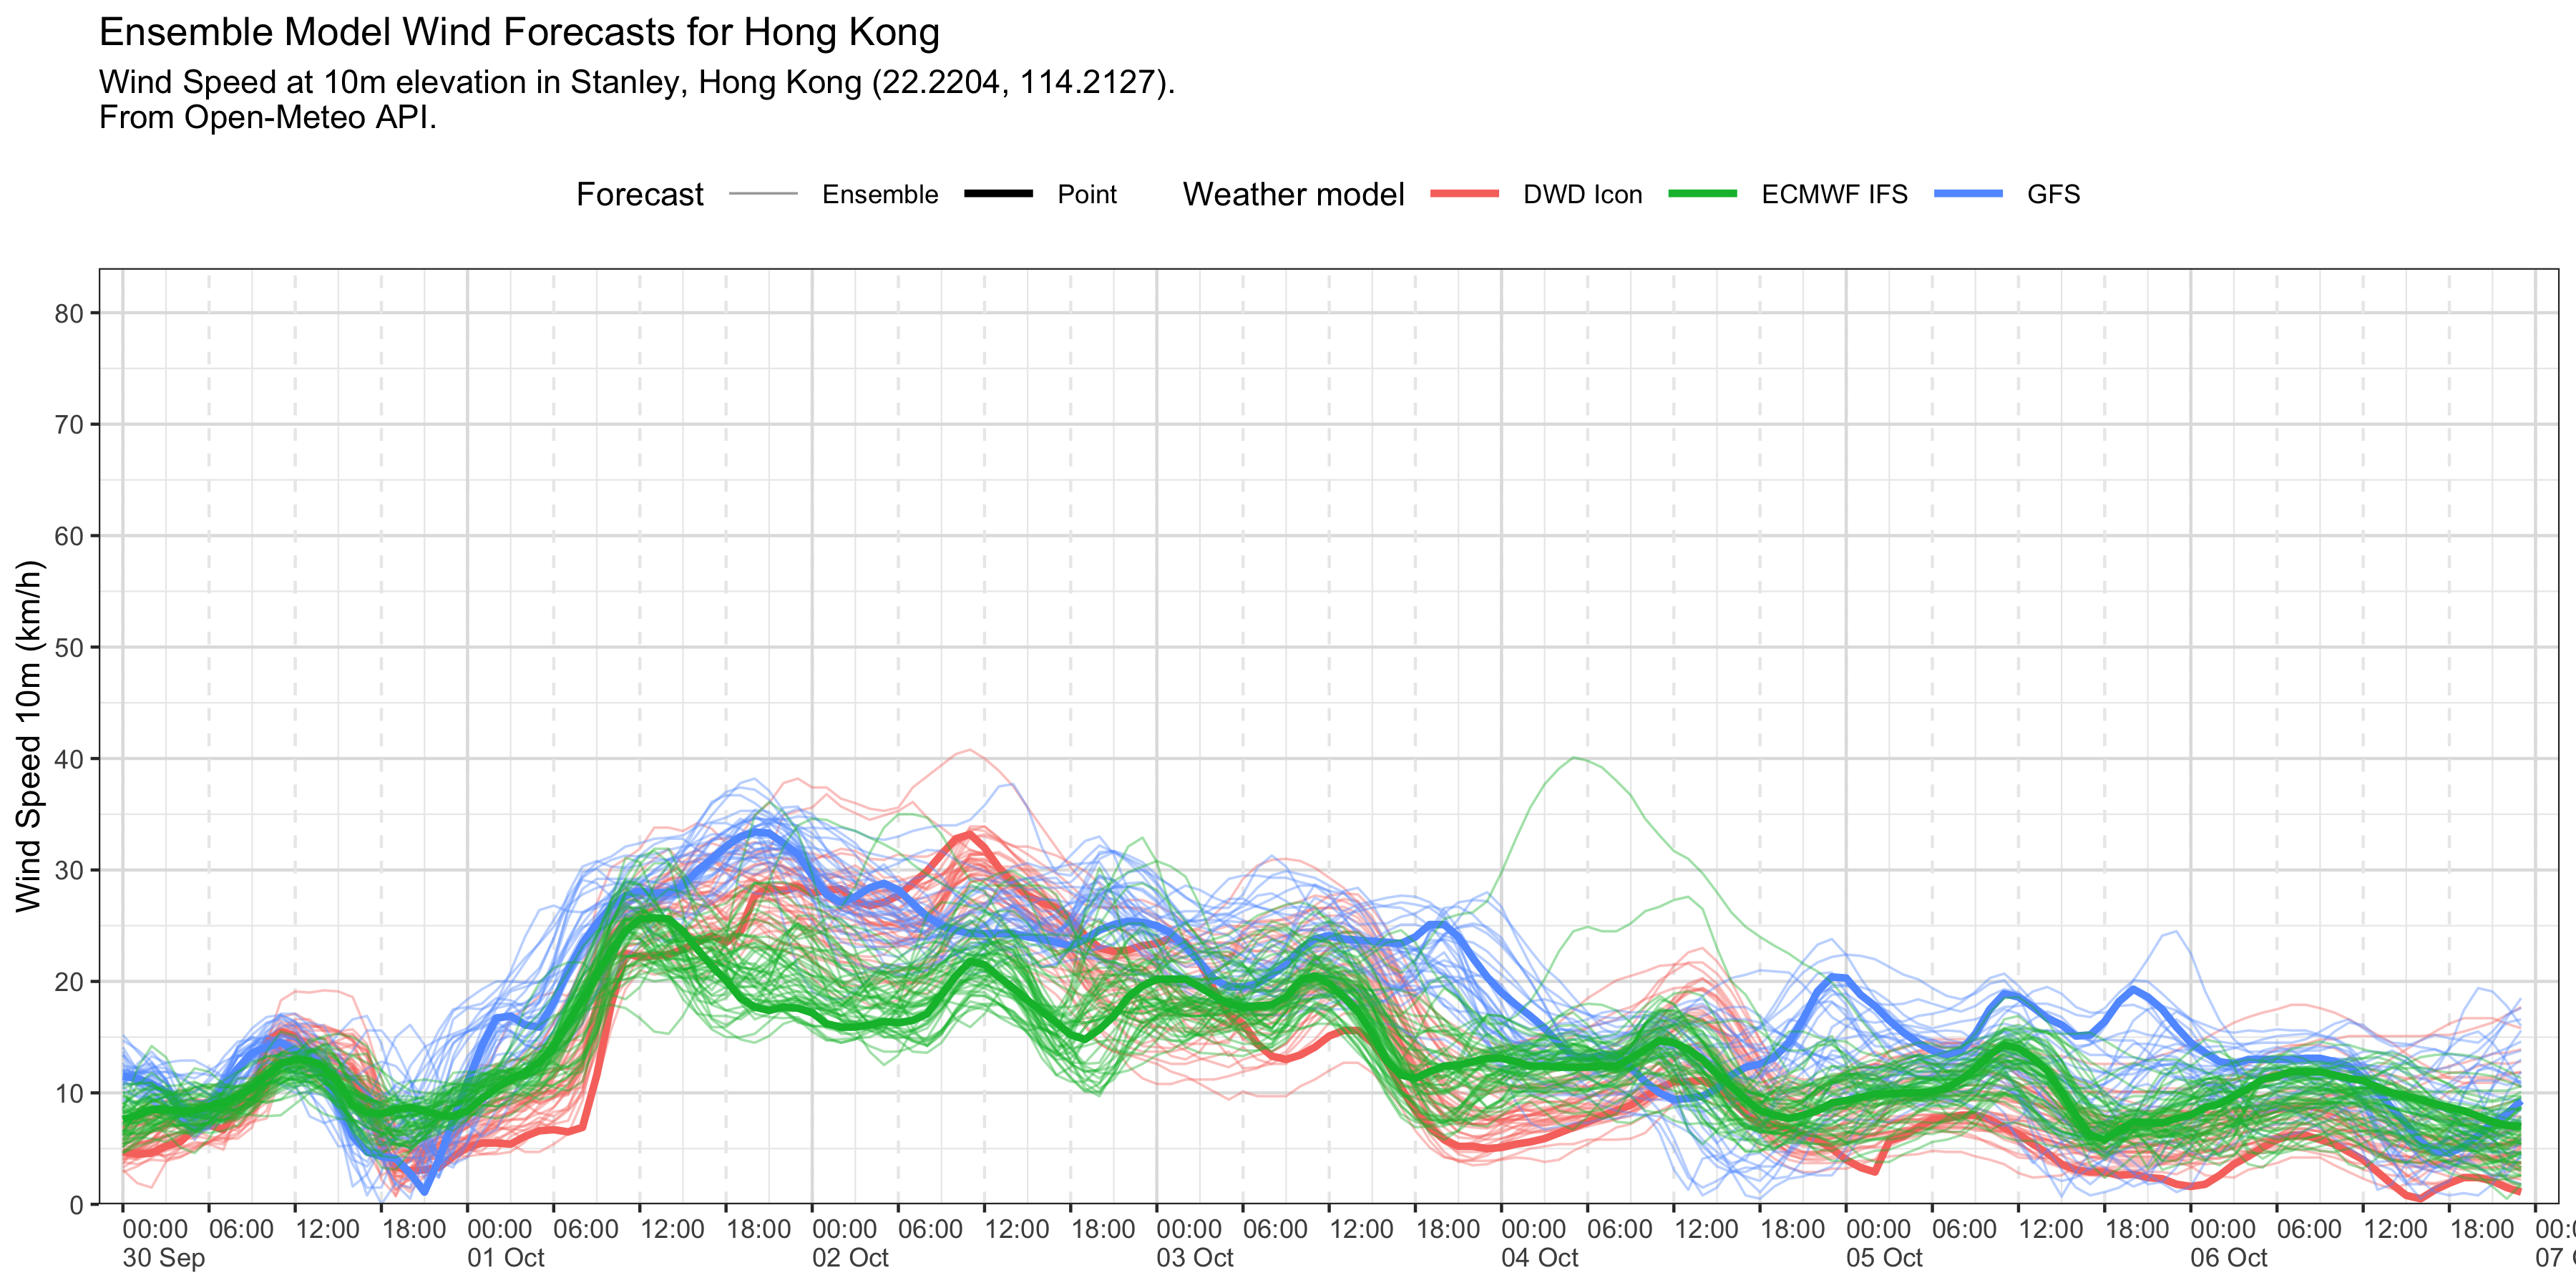 Ensemble Model Wind Forecasts for Hong Kong
Wind Speed at 10m elevation in Stanley, Hong Kong (22.2204, 114.2127).
From Open-Meteo API.
Forecast Ensemble Point Weather model DWD Icon ECMWF IFS GFS
Wind Speed 10m (km/h)
80
70
60
50
40
30
20
10
0
00:00 06:00 12:00 18:00 00:00 06:00 12:00 18:00 00:00 06:00 12:00 18:00 00:00 06:00 12:00 18:00 00:00 06:00 12:00 18:00 00:00 06:00 12:00 18:00 00:00 06:00 12:00 18:00
30 Sep 01 Oct 02 Oct 03 Oct 04 Oct 05 Oct 06 Oct 07